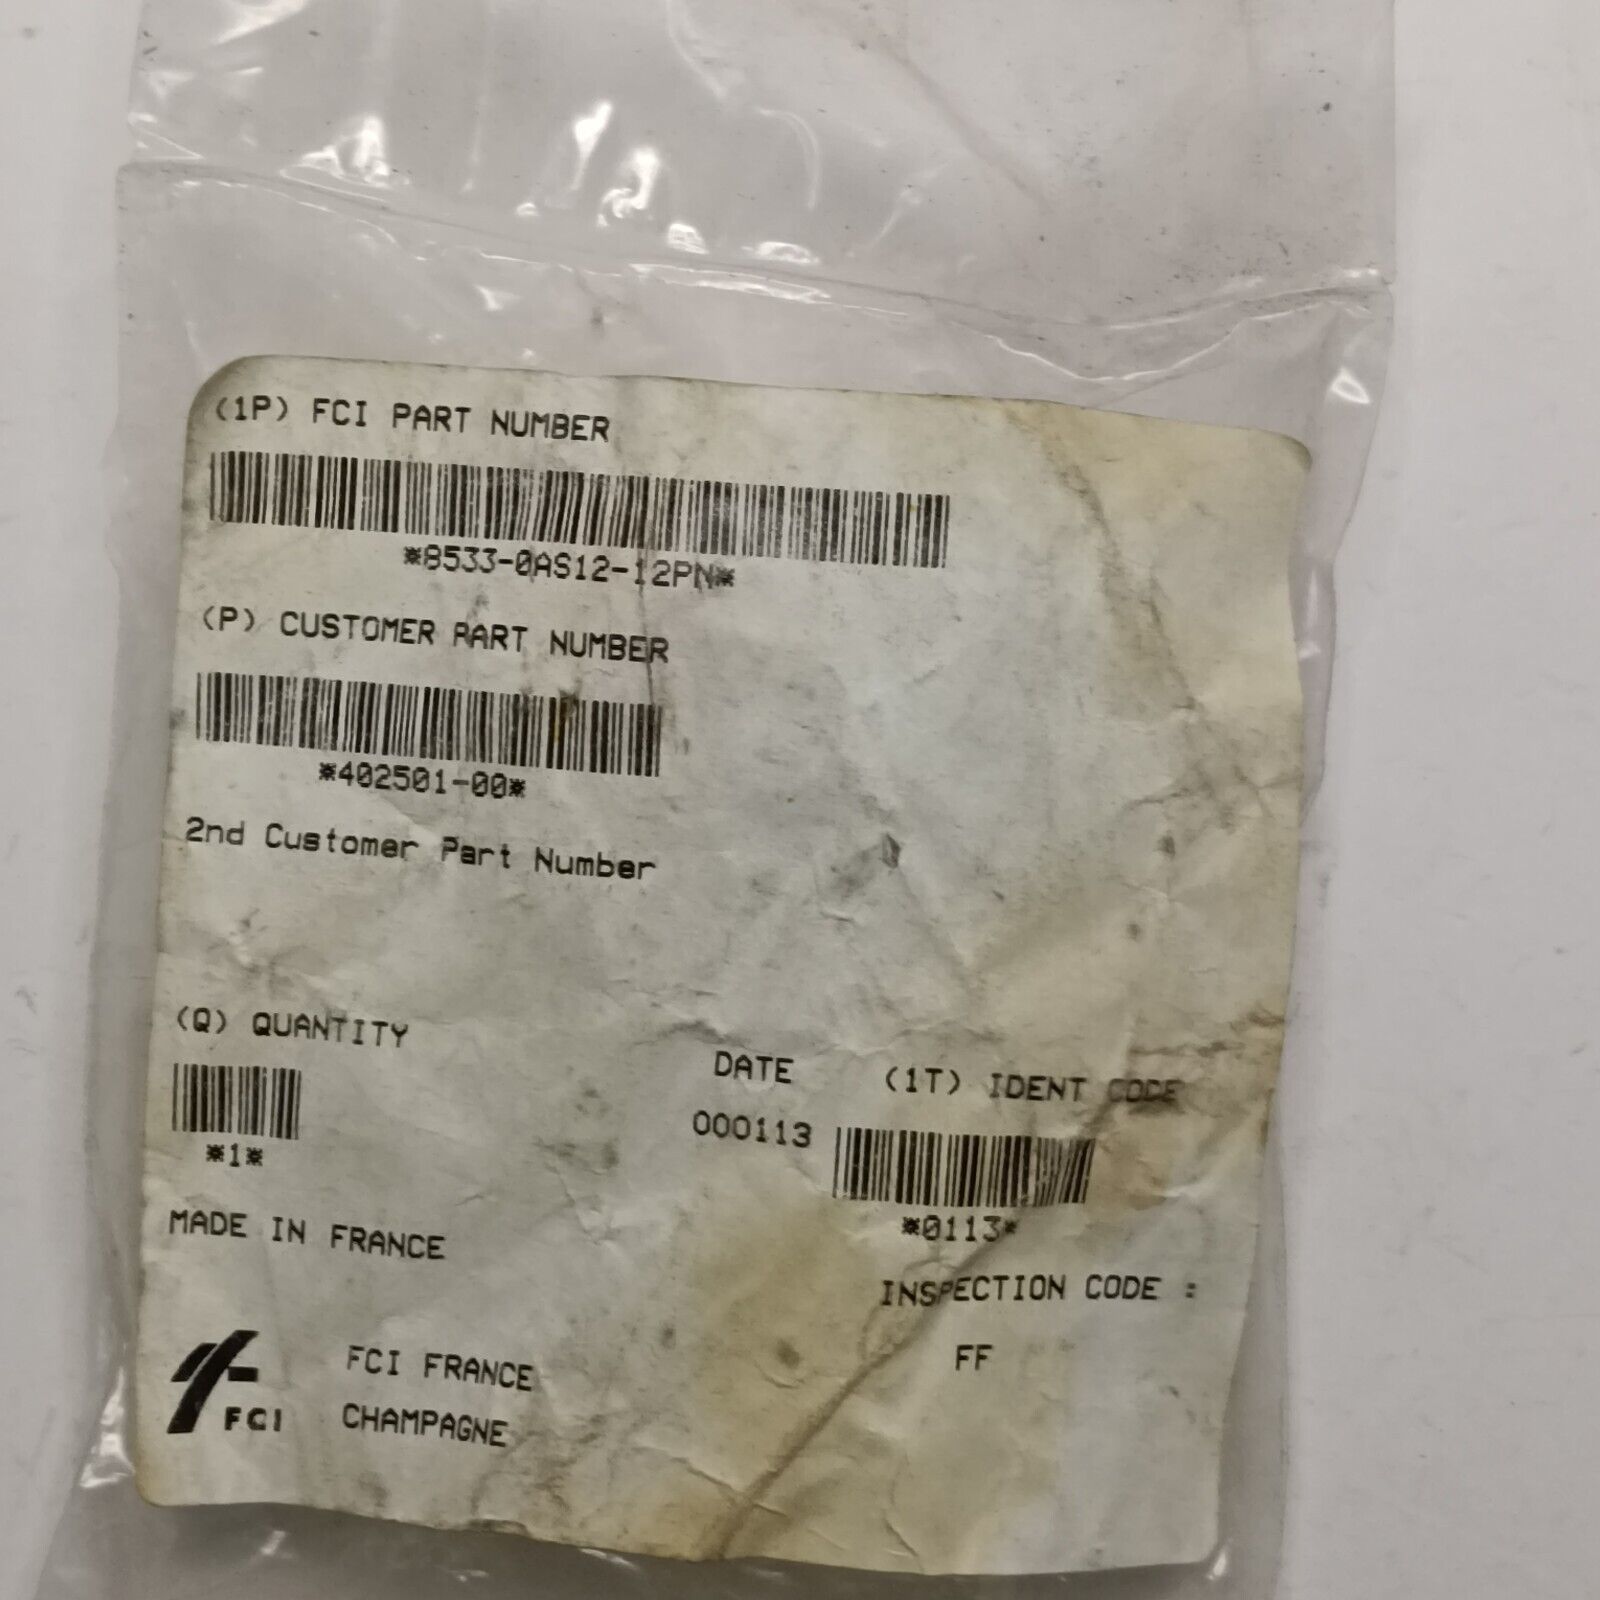 (1P) FCI PART NUMBER
*8533-0AS12-12PN*
(P) CUSTOMER PART NUMBER
*402501-00*
2nd Customer Part Number
(Q) QUANTITY
*1*
DATE
000113
(1T) IDENT CODE
*0113*
MADE IN FRANCE
INSPECTION CODE :
FF
FCI
FCI FRANCE
CHAMPAGNE